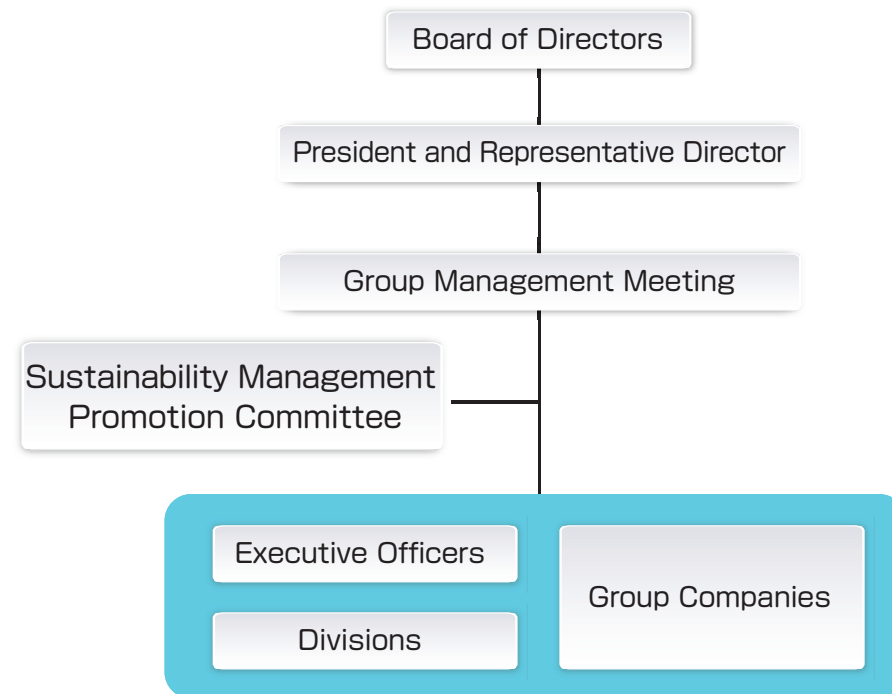 Board of Directors
President and Representative Director
Group Management Meeting
Sustainability Management
Promotion Committee
Executive Officers
Divisions
Group Companies